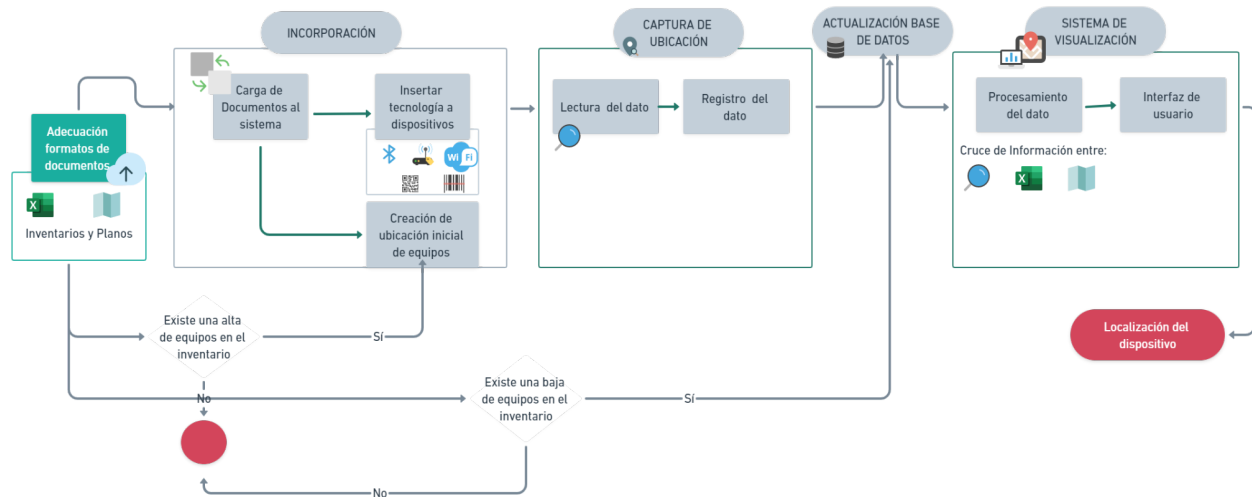 INCORPORACIÓN
CAPTURA DE
UBICACIÓN
ACTUALIZACIÓN BASE
DE DATOS
SISTEMA DE
VISUALIZACIÓN
Adecuación
formatos de
documentos
Inventarios y Planos
Carga de
Documentos al
sistema
Insertar
tecnología a
dispositivos
Wi Fi
Creación de
ubicación inicial
de equipos
Lectura del dato
Registro del
dato
Procesamiento
del dato
Interfaz de
usuario
Cruce de Información entre:
Existe una alta
de equipos en el
inventario
Sí
No
Existe una baja
de equipos en el
inventario
Sí
No
Localización del
dispositivo